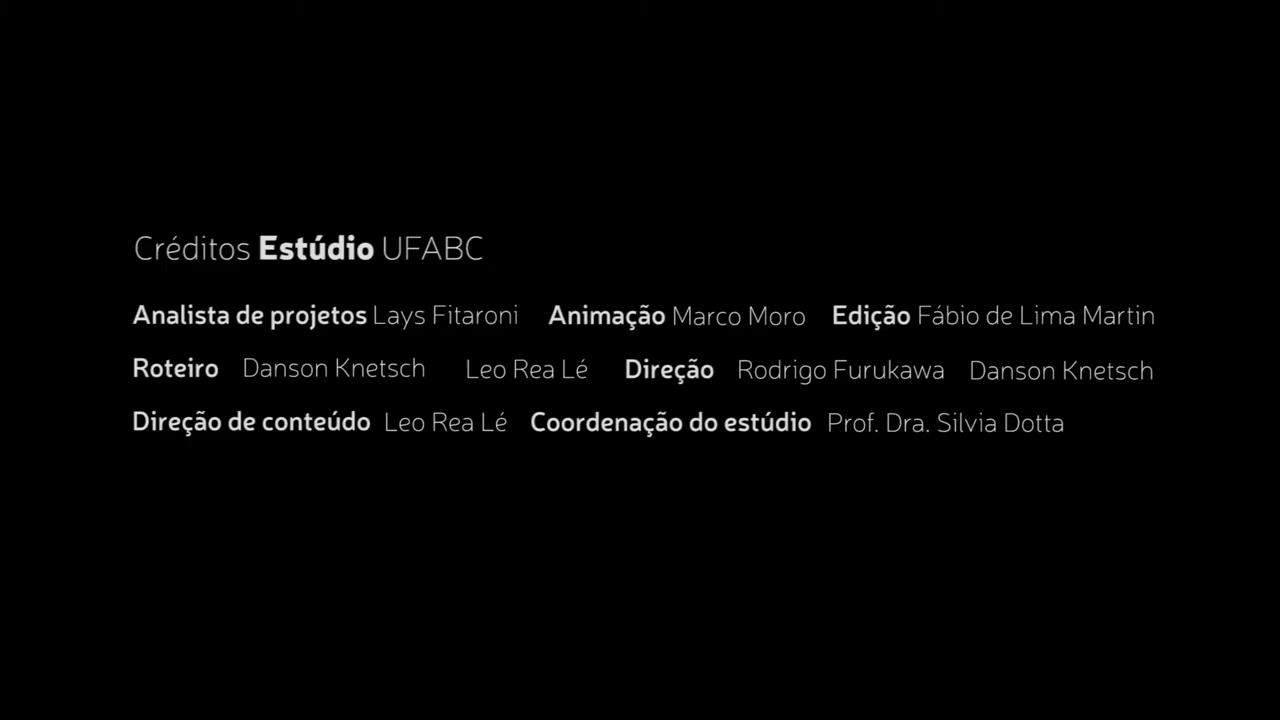 Créditos Estúdio UFABC
Analista de projetos Lays Fitaroni Animação Marco Moro Edição Fábio de Lima Martin
Roteiro Danson Knetsch Leo Rea Lé Direção Rodrigo Furukawa Danson Knetsch
Direção de conteúdo Leo Rea Lé Coordenação do estúdio Prof. Dra. Silvia Dotta